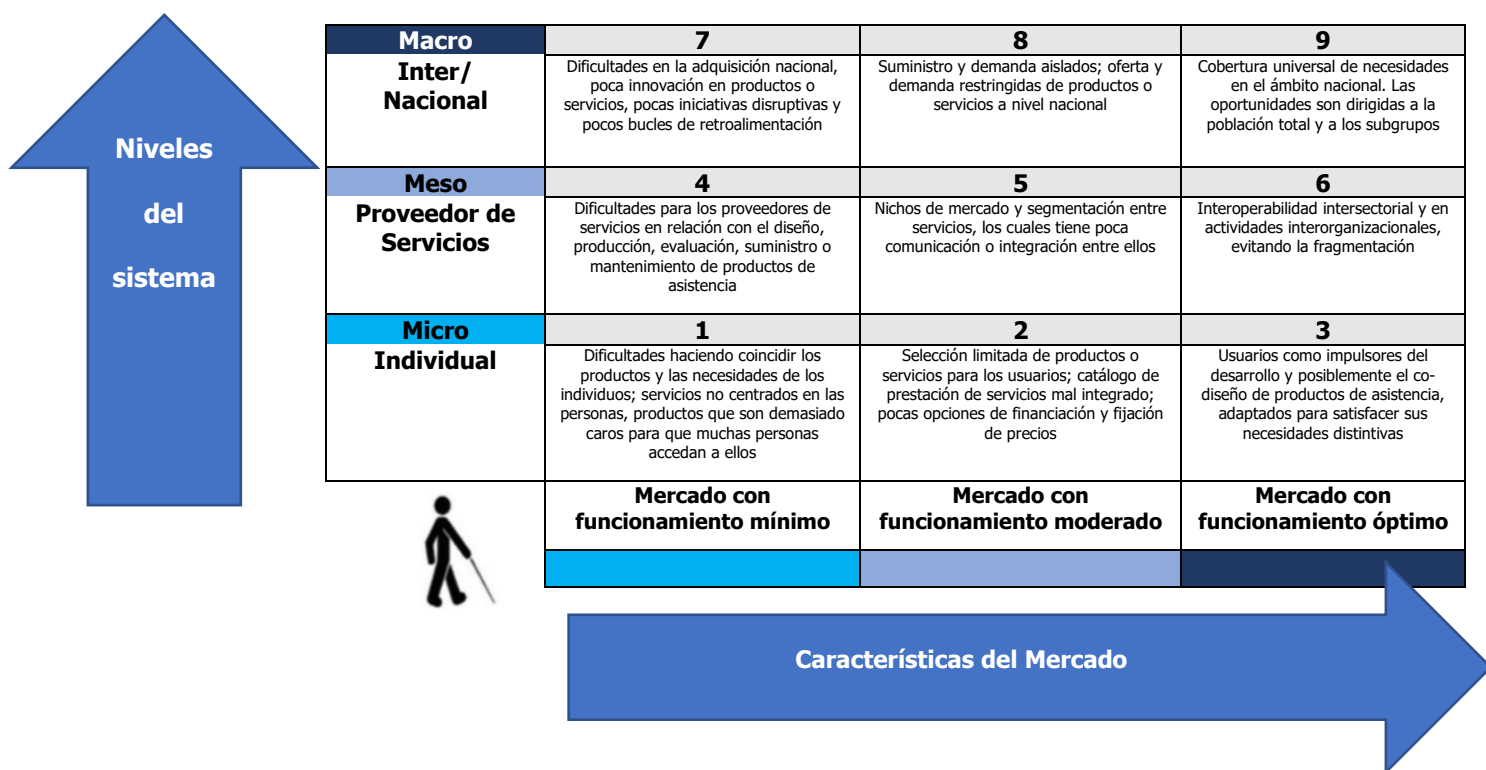 Niveles
del
sistema
Macro
7
8
9
Inter/
Nacional
Dificultades en la adquisición nacional,
poca innovación en productos o
servicios, pocas iniciativas disruptivas y
pocos bucles de retroalimentación
Suministro y demanda aislados; oferta y
demanda restringidas de productos o
servicios a nivel nacional
Cobertura universal de necesidades
en el ámbito nacional. Las
oportunidades son dirigidas a la
población total y a los subgrupos
Meso
4
5
6
Proveedor de
Servicios
Dificultades para los proveedores de
servicios en relación con el diseño,
producción, evaluación, suministro o
mantenimiento de productos de
asistencia
Nichos de mercado y segmentación entre
servicios, los cuales tiene poca
comunicación o integración entre ellos
Interoperabilidad intersectorial y en
actividades interorganizacionales,
evitando la fragmentación
Micro
1
2
3
Individual
Dificultades haciendo coincidir los
productos y las necesidades de los
individuos; servicios no centrados en las
personas, productos que son demasiado
caros para que muchas personas
accedan a ellos
Selección limitada de productos o
servicios para los usuarios; catálogo de
prestación de servicios mal integrado;
pocas opciones de financiación y fijación
de precios
Usuarios como impulsores del
desarrollo y posiblemente el co-
diseño de productos de asistencia,
adaptados para satisfacer sus
necesidades distintivas
Mercado con
funcionamiento mínimo
Mercado con
funcionamiento moderado
Mercado con
funcionamiento óptimo
Características del Mercado